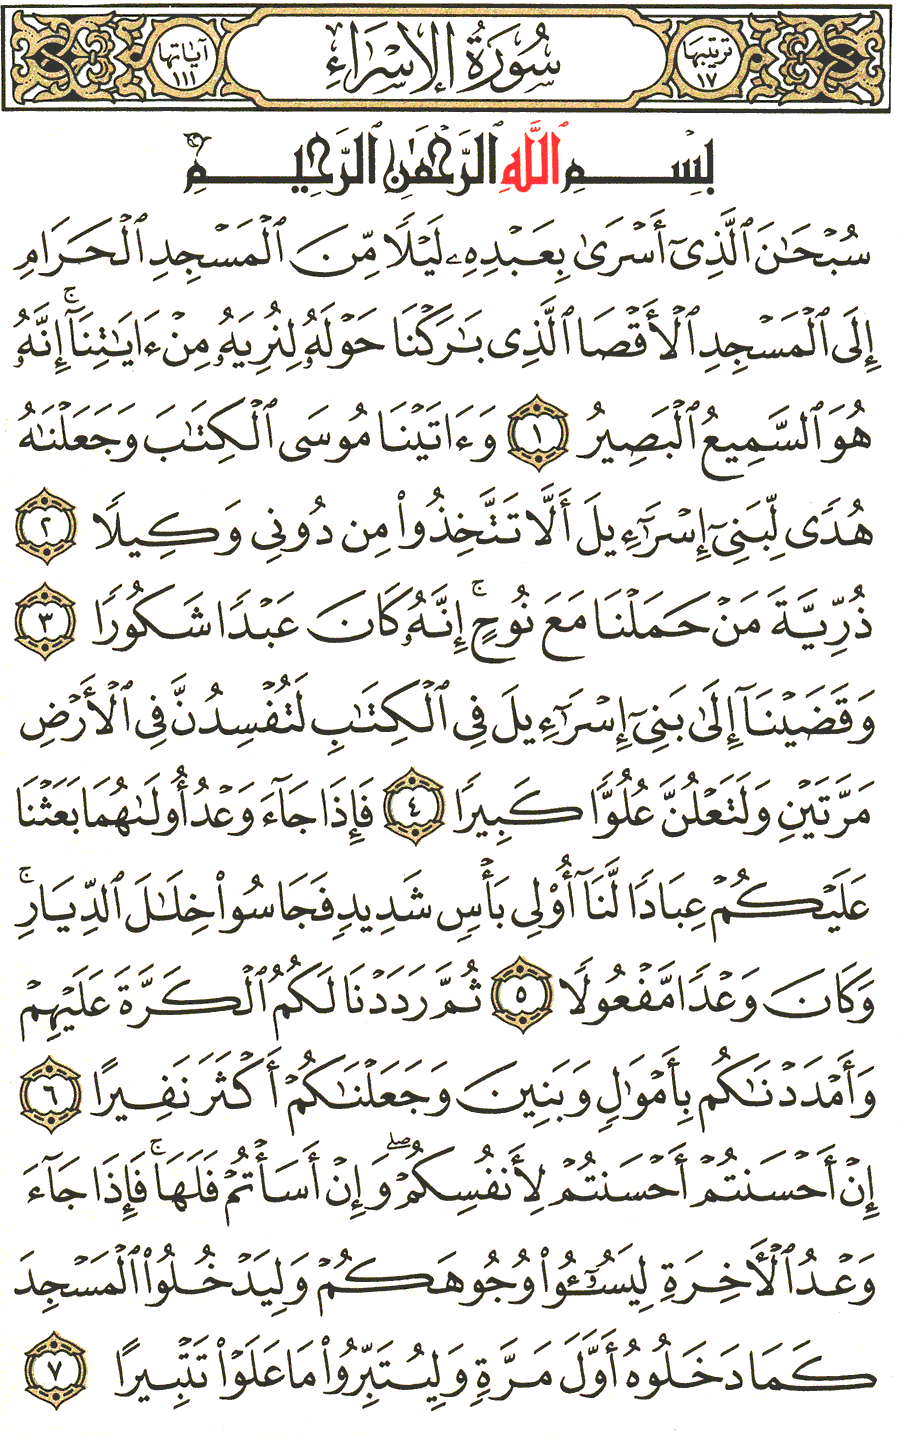 ترتيبها ١٧ سُورَةُ الإِسْرَاءِ آياتها ١١١
بِسْمِ ٱللَّهِ ٱلرَّحْمَٰنِ ٱلرَّحِيمِ
سُبْحَٰنَ ٱلَّذِىٓ أَسْرَىٰ بِعَبْدِهِۦ لَيْلًا مِّنَ ٱلْمَسْجِدِ ٱلْحَرَامِ
إِلَى ٱلْمَسْجِدِ ٱلْأَقْصَا ٱلَّذِى بَٰرَكْنَا حَوْلَهُۥ لِنُرِيَهُۥ مِنْ ءَايَٰتِنَآ ۚ إِنَّهُۥ
هُوَ ٱلسَّمِيعُ ٱلْبَصِيرُ ١ وَءَاتَيْنَا مُوسَى ٱلْكِتَٰبَ وَجَعَلْنَٰهُ
هُدًى لِّبَنِىٓ إِسْرَٰٓءِيلَ أَلَّا تَتَّخِذُوا۟ مِن دُونِى وَكِيلًا ٢
ذُرِّيَّةَ مَنْ حَمَلْنَا مَعَ نُوحٍ ۚ إِنَّهُۥ كَانَ عَبْدًا شَكُورًا ٣
وَقَضَيْنَآ إِلَىٰ بَنِىٓ إِسْرَٰٓءِيلَ فِى ٱلْكِتَٰبِ لَتُفْسِدُنَّ فِى ٱلْأَرْضِ
مَرَّتَيْنِ وَلَتَعْلُنَّ عُلُوًّا كَبِيرًا ٤ فَإِذَا جَآءَ وَعْدُ أُولَىٰهُمَا بَعَثْنَا
عَلَيْكُمْ عِبَادًا لَّنَآ أُو۟لِى بَأْسٍ شَدِيدٍ فَجَاسُوا۟ خِلَٰلَ ٱلدِّيَارِ ۚ
وَكَانَ وَعْدًا مَّفْعُولًا ٥ ثُمَّ رَدَدْنَا لَكُمُ ٱلْكَرَّةَ عَلَيْهِمْ
وَأَمْدَدْنَٰكُم بِأَمْوَٰلٍ وَبَنِينَ وَجَعَلْنَٰكُمْ أَكْثَرَ نَفِيرًا ٦
إِنْ أَحْسَنتُمْ أَحْسَنتُمْ لِأَنفُسِكُمْ ۖ وَإِنْ أَسَأْتُمْ فَلَهَا ۚ فَإِذَا جَآءَ
وَعْدُ ٱلْأَخِرَةِ لِيَسُۥٓـُٔوا۟ وُجُوهَكُمْ وَلِيَدْخُلُوا۟ ٱلْمَسْجِدَ
كَمَا دَخَلُوهُ أَوَّلَ مَرَّةٍ وَلِيُتَبِّرُوا۟ مَا عَلَوْا۟ تَتْبِيرًا ٧